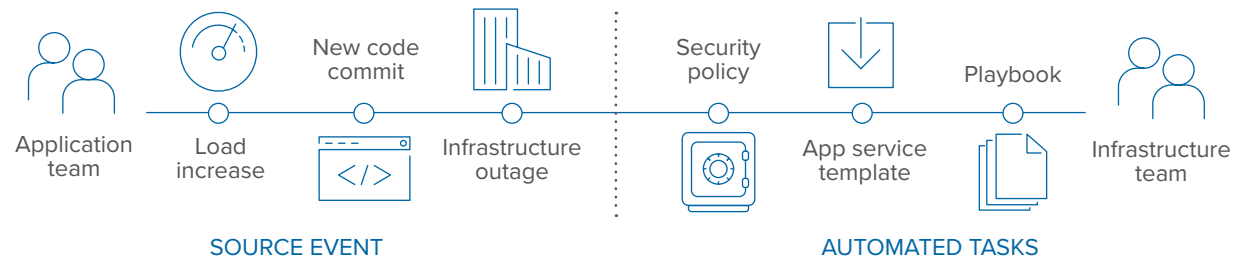 Application
team
Load
increase
New code
commit
</>
Infrastructure
outage
Security
policy
App service
template
Playbook
Infrastructure
team
SOURCE EVENT
AUTOMATED TASKS